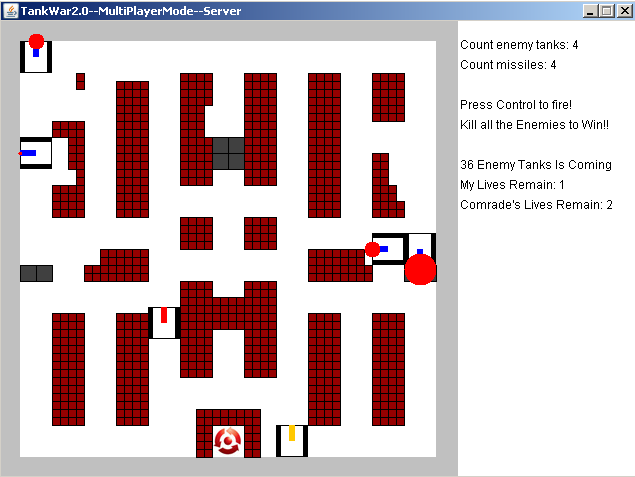 TankWar2.0--MultiPlayerMode--Server
Count enemy tanks: 4
Count missiles: 4
Press Control to fire!
Kill all the Enemies to Win!!
36 Enemy Tanks Is Coming
My Lives Remain: 1
Comrade's Lives Remain: 2